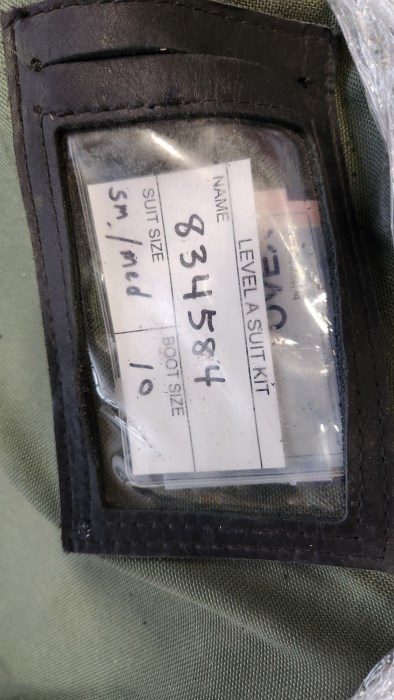 LEVEL A SUIT KIT
NAME
834584
SUIT SIZE
BOOT SIZE
sm./med
10